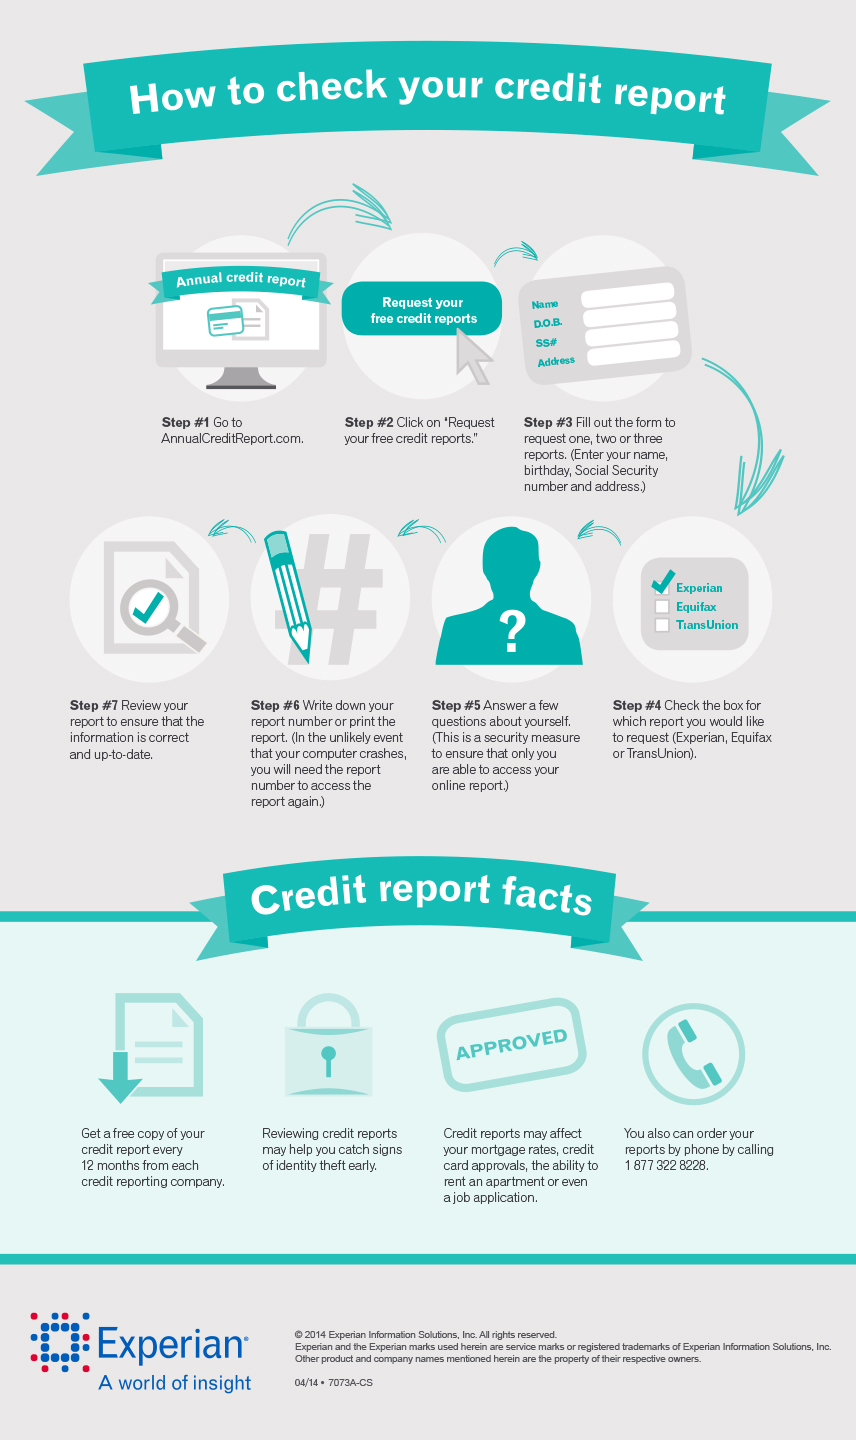 How to check your credit report
Annual credit report
Request your
free credit reports
Name
D.O.B.
SS#
Address
Step #1 Go to
AnnualCreditReport.com.
Step #2 Click on “Request
your free credit reports.”
Step #3 Fill out the form to
request one, two or three
reports. (Enter your name,
birthday, Social Security
number and address.)
Experian
Equifax
TransUnion
?
#
Step #4 Check the box for
which report you would like
to request (Experian, Equifax
or TransUnion).
Step #5 Answer a few
questions about yourself.
(This is a security measure
to ensure that only you
are able to access your
online report.)
Step #6 Write down your
report number or print the
report. (In the unlikely event
that your computer crashes,
you will need the report
number to access the
report again.)
Step #7 Review your
report to ensure that the
information is correct
and up-to-date.
Credit report facts
APPROVED
Get a free copy of your
credit report every
12 months from each
credit reporting company.
Reviewing credit reports
may help you catch signs
of identity theft early.
Credit reports may affect
your mortgage rates, credit
card approvals, the ability to
rent an apartment or even
a job application.
You also can order your
reports by phone by calling
1 877 322 8228.
Experian®
A world of insight
© 2014 Experian Information Solutions, Inc. All rights reserved.
Experian and the Experian marks used herein are service marks or registered trademarks of Experian Information Solutions, Inc.
Other product and company names mentioned herein are the property of their respective owners.
04/14 • 7073A-CS